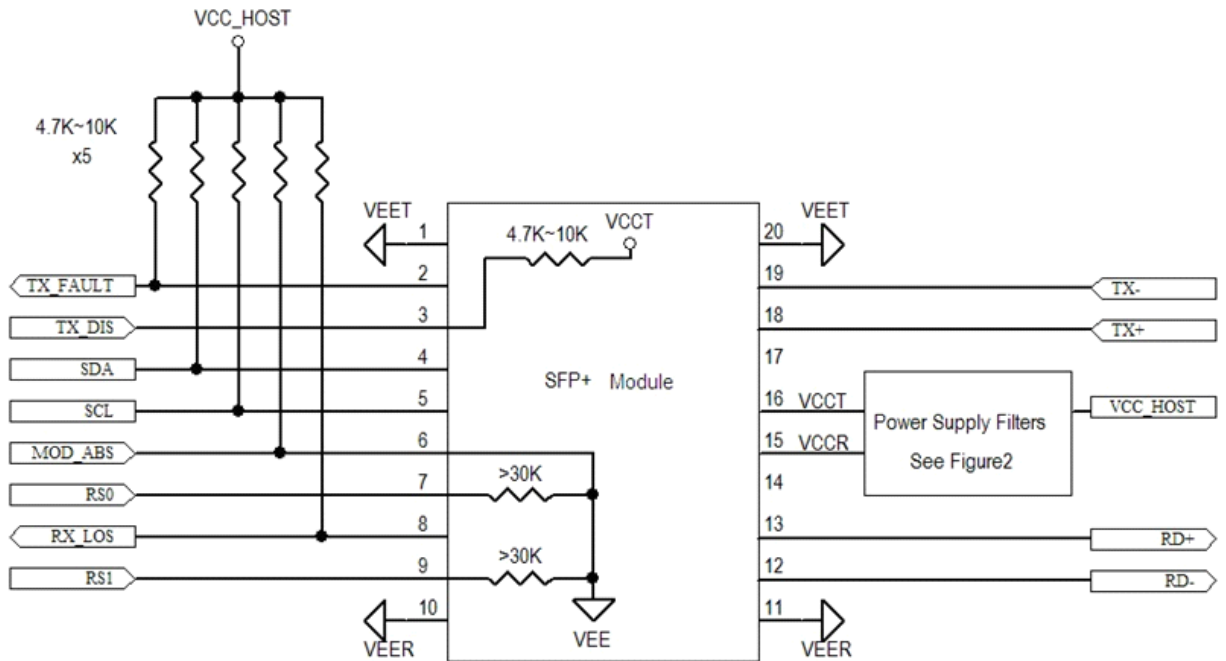 VCC_HOST
4.7K~10K
x5
VEET
1
4.7K~10K
VCCT
20
VEET
TX_FAULT
2
19
TX-
TX_DIS
3
18
TX+
SDA
4
17
SFP+ Module
SCL
5
16
VCCT
Power Supply Filters
See Figure2
VCC_HOST
MOD_ABS
6
15
VCCR
RS0
7
>30K
14
RX_LOS
8
13
RD+
RS1
9
>30K
12
RD-
10
VEER
VEE
11
VEER